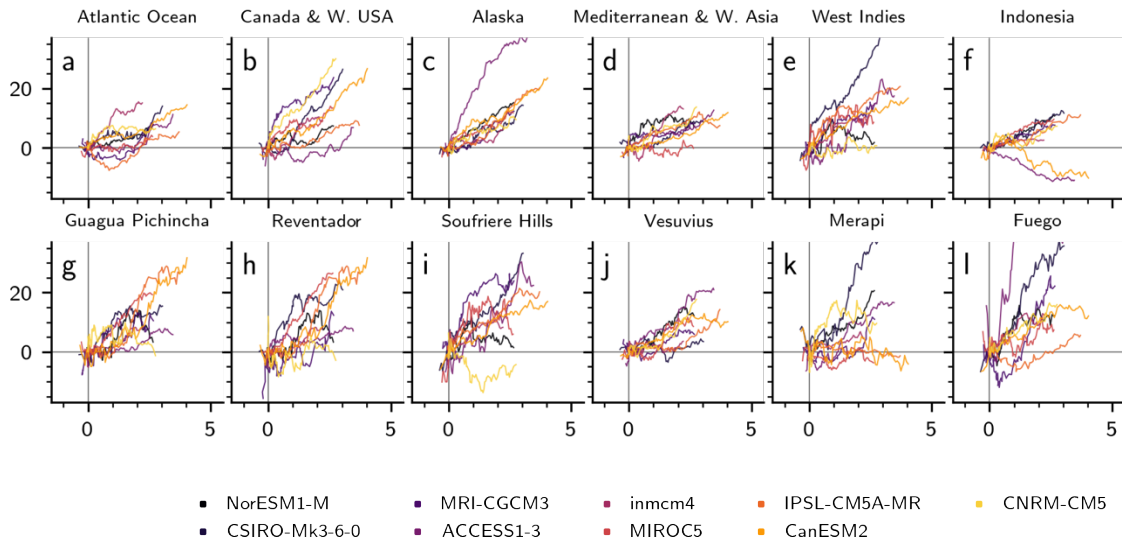 Atlantic Ocean Canada & W. USA Alaska Mediterranean & W. Asia West Indies Indonesia
a b c d e f
20
0
Guagua Pichincha Reventador Soufriere Hills Vesuvius Merapi Fuego
g h i j k l
20
0
0 5 0 5 0 5 0 5 0 5 0 5
NorESM1-M MRI-CGCM3 inmcm4 IPSL-CM5A-MR CNRM-CM5
CSIRO-Mk3-6-0 ACCESS1-3 MIROC5 CanESM2